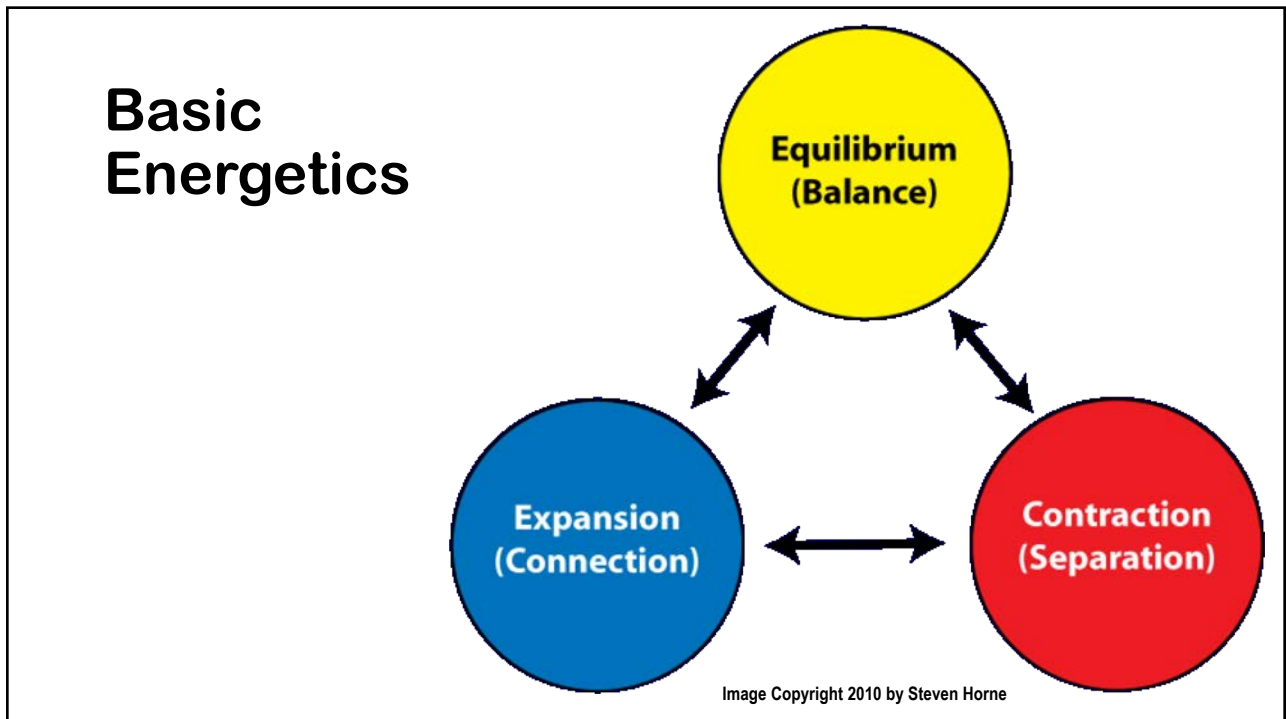 Basic
Energetics
Equilibrium
(Balance)
Expansion
(Connection)
Contraction
(Separation)
Image Copyright 2010 by Steven Horne